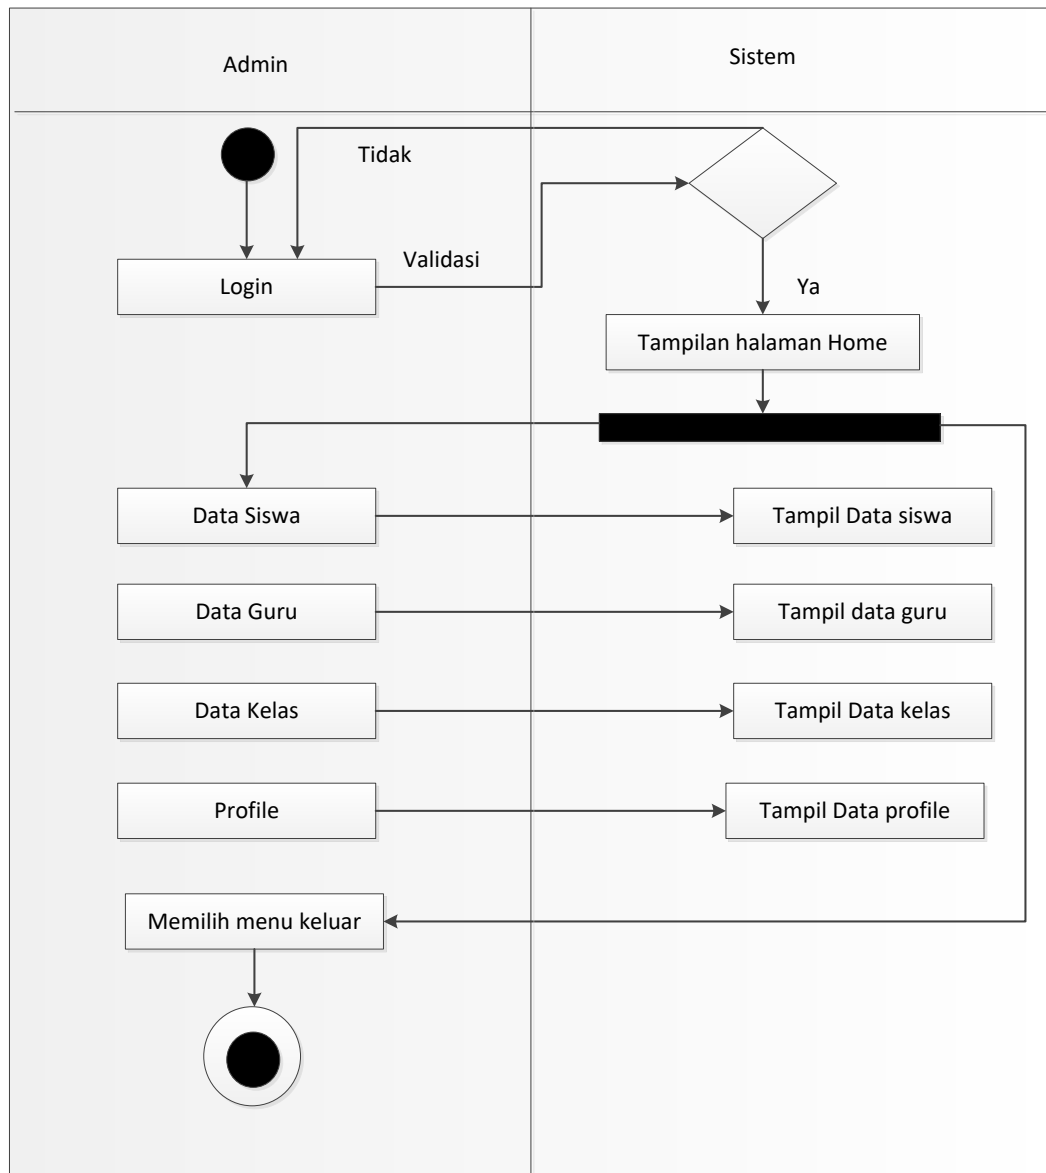 Admin
Sistem
Tidak
Validasi
Login
Ya
Tampilan halaman Home
Data Siswa
Tampil Data siswa
Data Guru
Tampil data guru
Data Kelas
Tampil Data kelas
Profile
Tampil Data profile
Memilih menu keluar